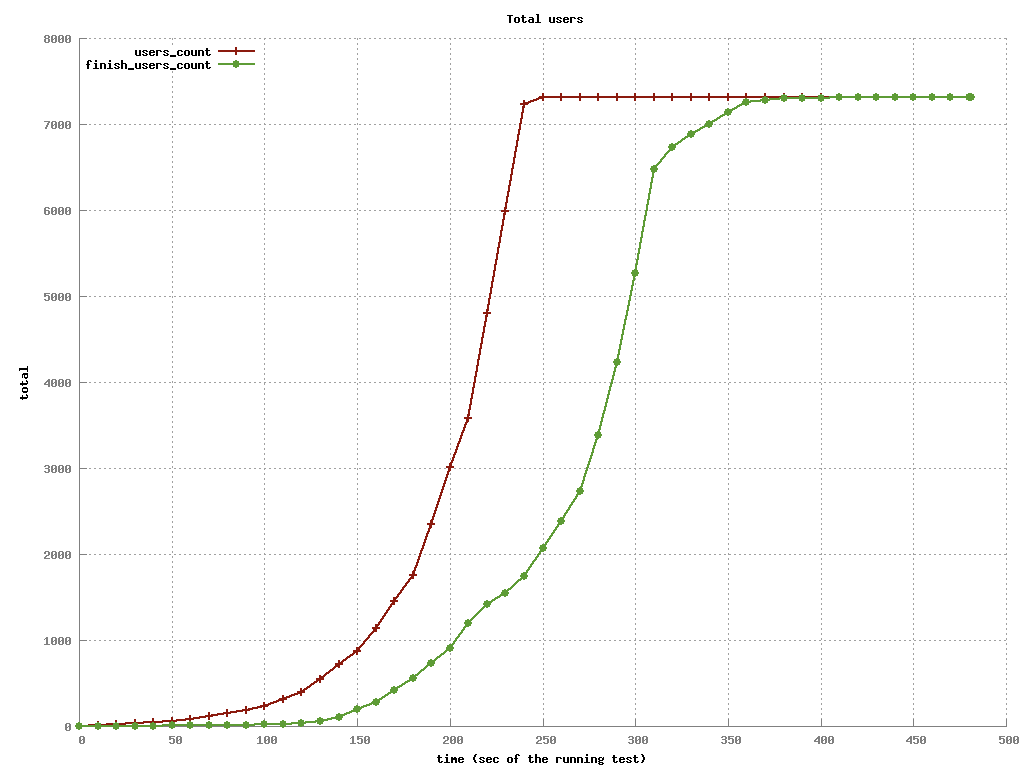 Total users
users_count
finish_users_count
8000
7000
6000
5000
4000
3000
2000
1000
0
total
0 50 100 150 200 250 300 350 400 450 500
time (sec of the running test)